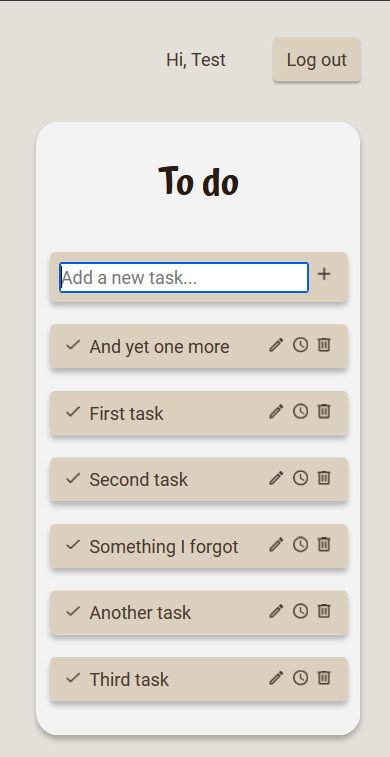 Hi, Test
Log out
To do
Add a new task...
And yet one more
First task
Second task
Something I forgot
Another task
Third task